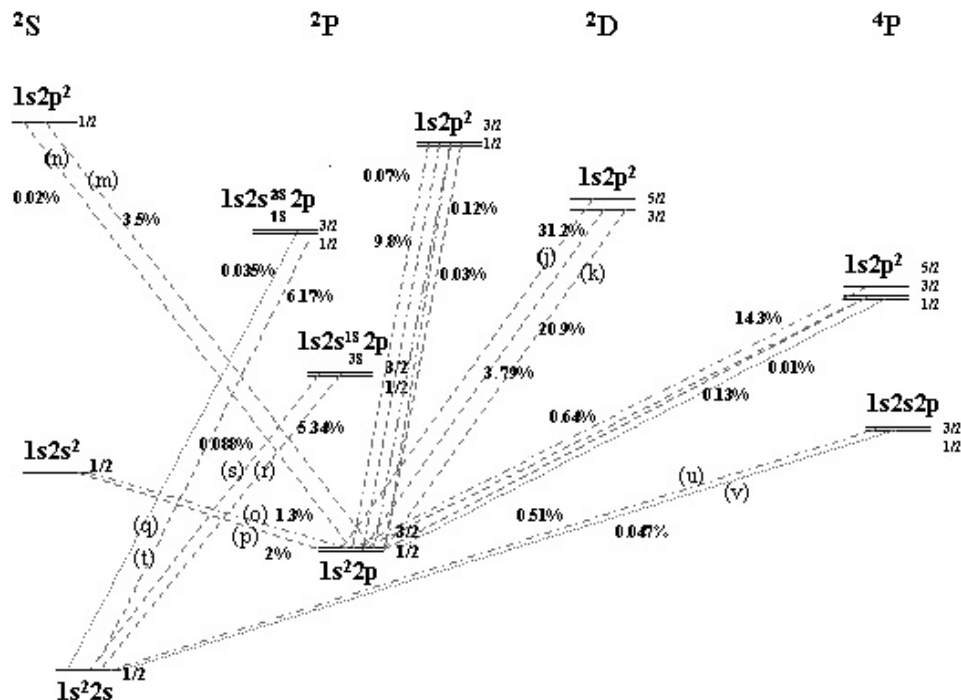 ²S ²P ²D ⁴P
1s2p² 1/2
1s2p² 3/2
1/2
(n)
(m)
0.02%
3.5%
0.07%
0.12%
9.8%
0.03%
1s2p² 5/2
3/2
31.2%
(j)
(k)
20.9%
3.79%
1s2s³ˢ2p 3/2
1S 1/2
0.035%
6.17%
1s2p² 5/2
3/2
1/2
14.3%
0.01%
0.13%
0.64%
1s2s¹ˢ2p
3S 3/2
1/2
5.34%
0.088%
(s) (r)
1s2s2p 3/2
1/2
1s2s² 1/2
(u)
(v)
0.51%
0.047%
(o) 1.3%
(p)
2%
(q)
(t)
3/2
1/2
1s²2p
1/2
1s²2s